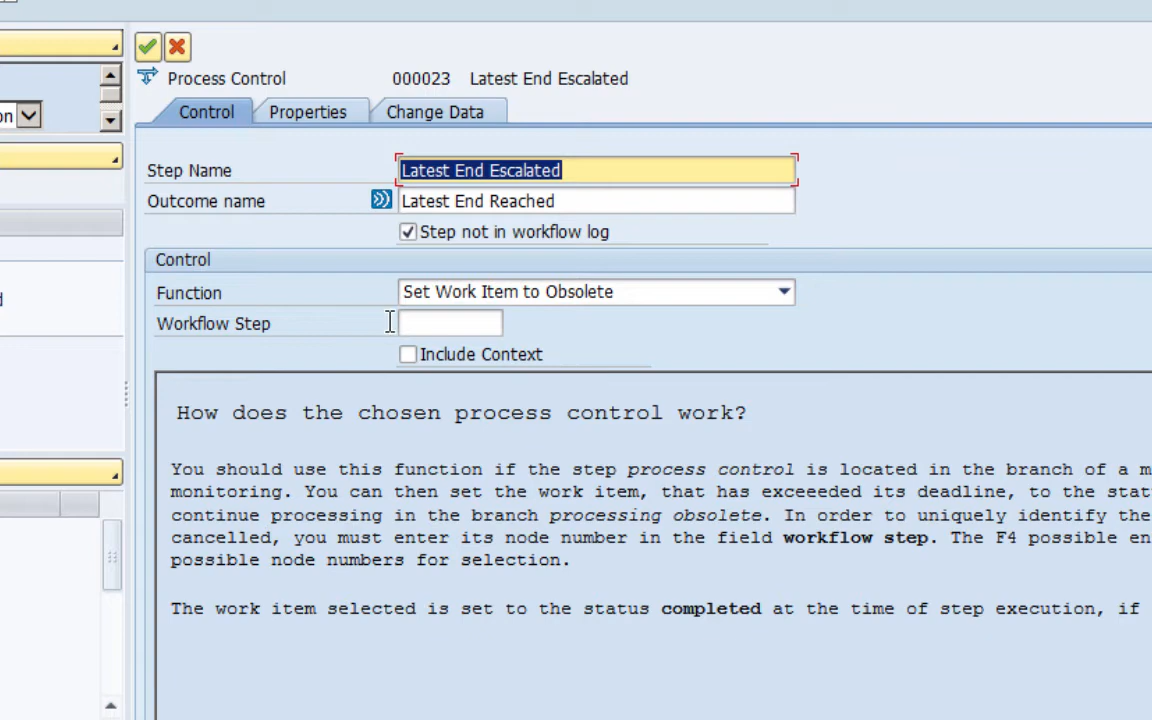 Process Control 000023 Latest End Escalated
Control Properties Change Data
Step Name Latest End Escalated
Outcome name Latest End Reached
Step not in workflow log
Control
Function Set Work Item to Obsolete
Workflow Step
Include Context
How does the chosen process control work?
You should use this function if the step process control is located in the branch of a m
monitoring. You can then set the work item, that has exceeeded its deadline, to the stat
continue processing in the branch processing obsolete. In order to uniquely identify the
cancelled, you must enter its node number in the field workflow step. The F4 possible en
possible node numbers for selection.
The work item selected is set to the status completed at the time of step execution, if